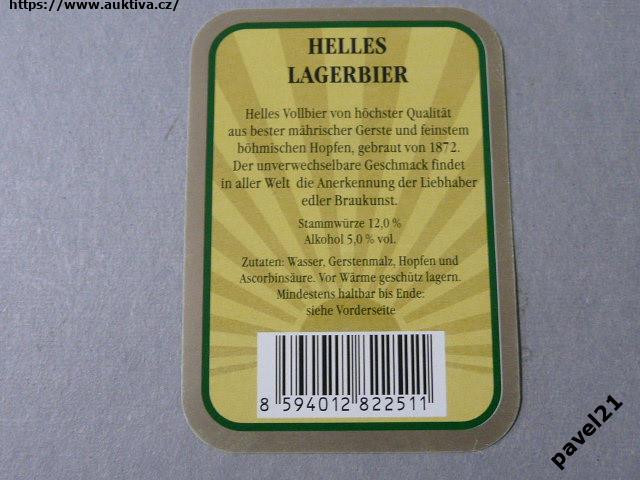 https://www.auktiva.cz/
HELLES
LAGERBIER
Helles Vollbier von höchster Qualität
aus bester mährischer Gerste und feinstem
böhmischen Hopfen, gebraut von 1872.
Der unverwechselbare Geschmack findet
in aller Welt die Anerkennung der Liebhaber
edler Braukunst.
Stammwürze 12,0 %
Alkohol 5,0 % vol.
Zutaten: Wasser, Gerstenmalz, Hopfen und
Ascorbinsäure. Vor Wärme geschütz lagern.
Mindestens haltbar bis Ende:
siehe Vorderseite
8 594012 822511
pavel21